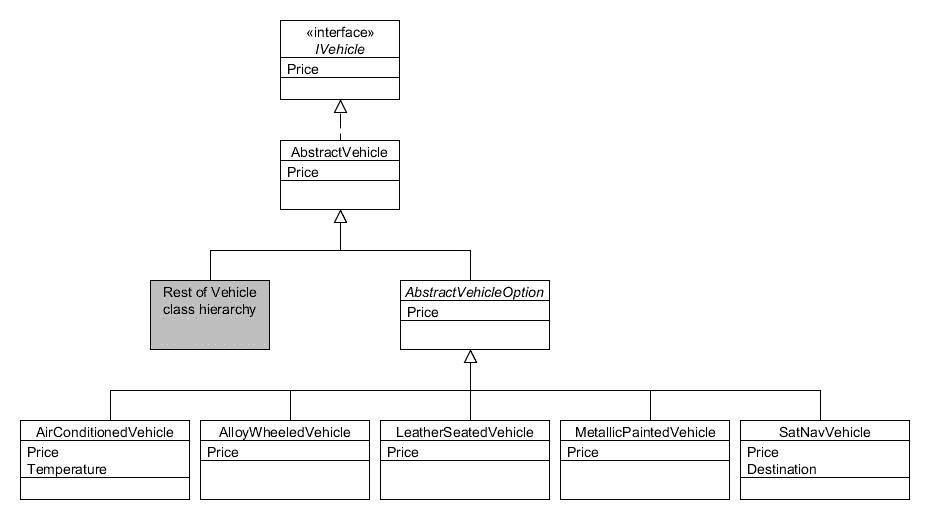 «interface»
IVehicle
Price
AbstractVehicle
Price
Rest of Vehicle
class hierarchy
AbstractVehicleOption
Price
AirConditionedVehicle
Price
Temperature
AlloyWheeledVehicle
Price
LeatherSeatedVehicle
Price
MetallicPaintedVehicle
Price
SatNavVehicle
Price
Destination